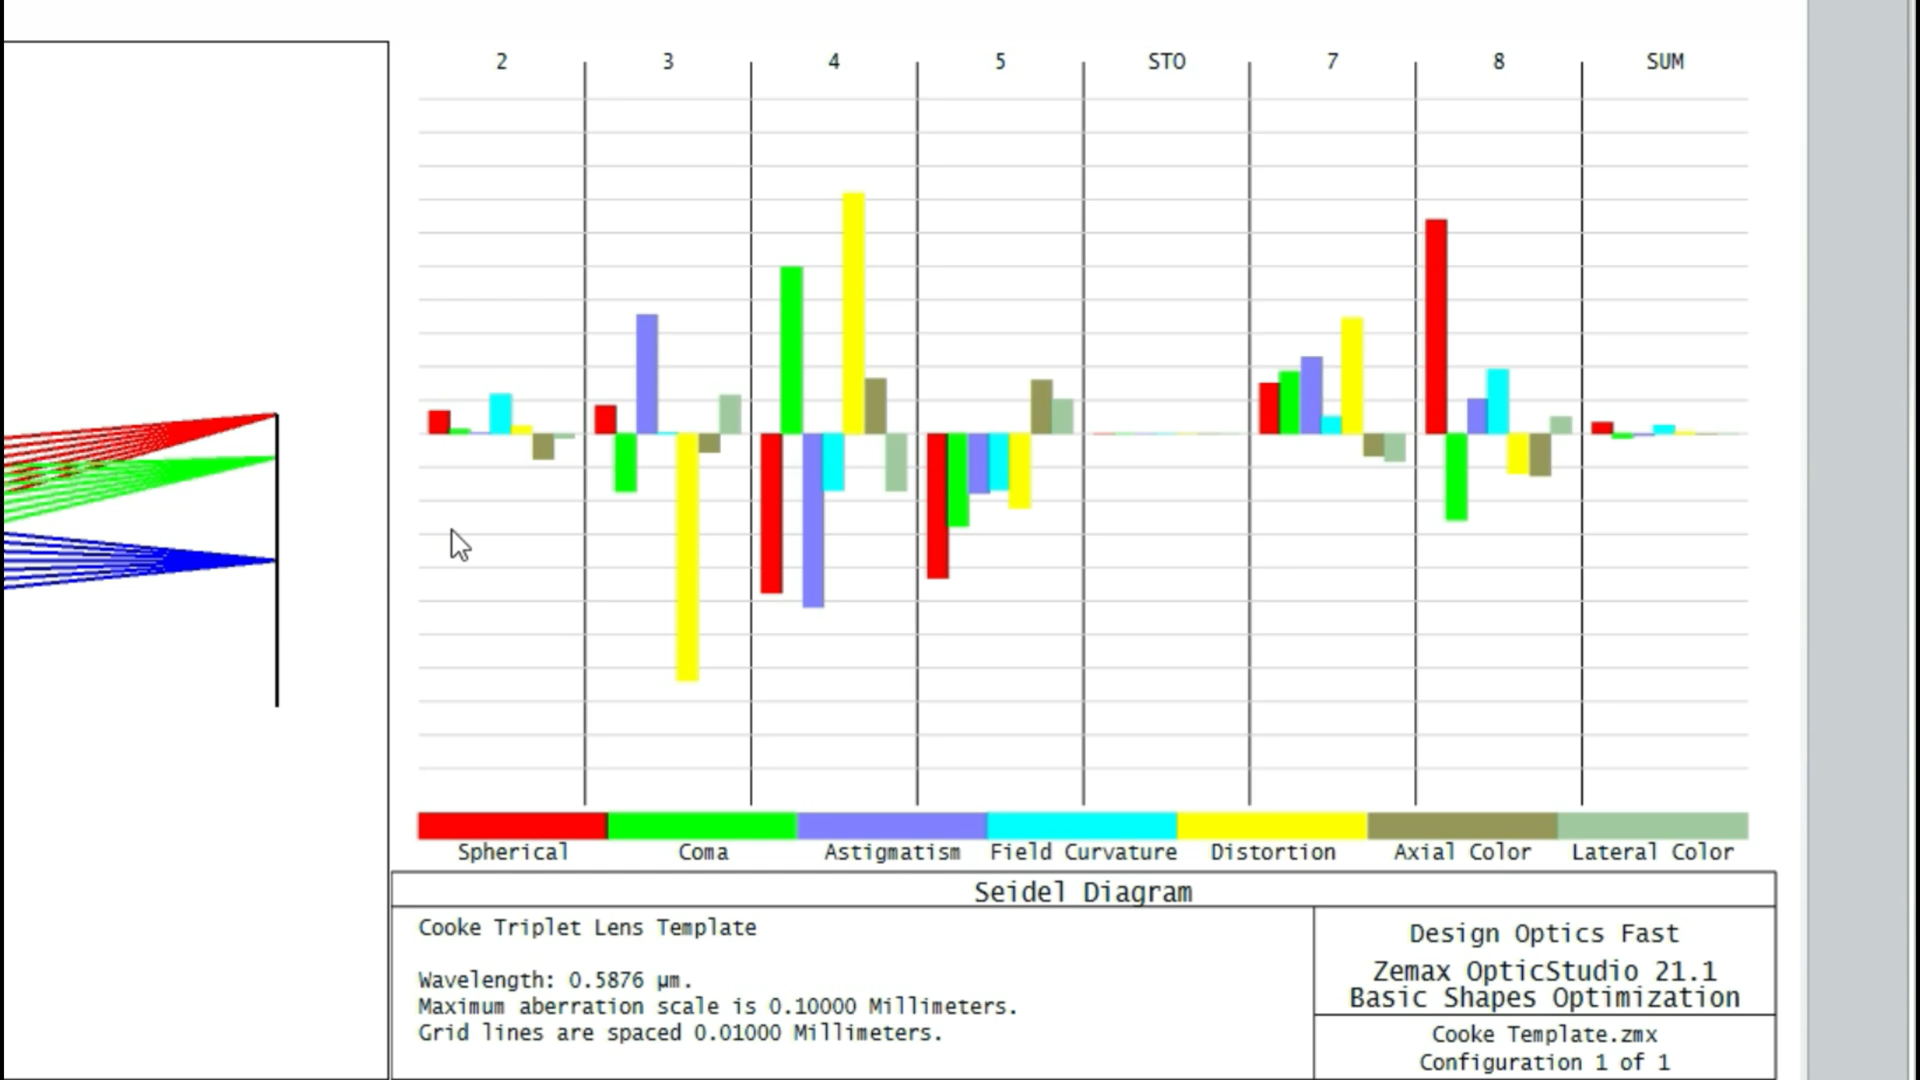 2 3 4 5 STO 7 8 SUM
Spherical Coma Astigmatism Field Curvature Distortion Axial Color Lateral Color
Seidel Diagram
Cooke Triplet Lens Template
Wavelength: 0.5876 µm.
Maximum aberration scale is 0.10000 Millimeters.
Grid lines are spaced 0.01000 Millimeters.
Design Optics Fast
Zemax OpticStudio 21.1
Basic Shapes Optimization
Cooke Template.zmx
Configuration 1 of 1